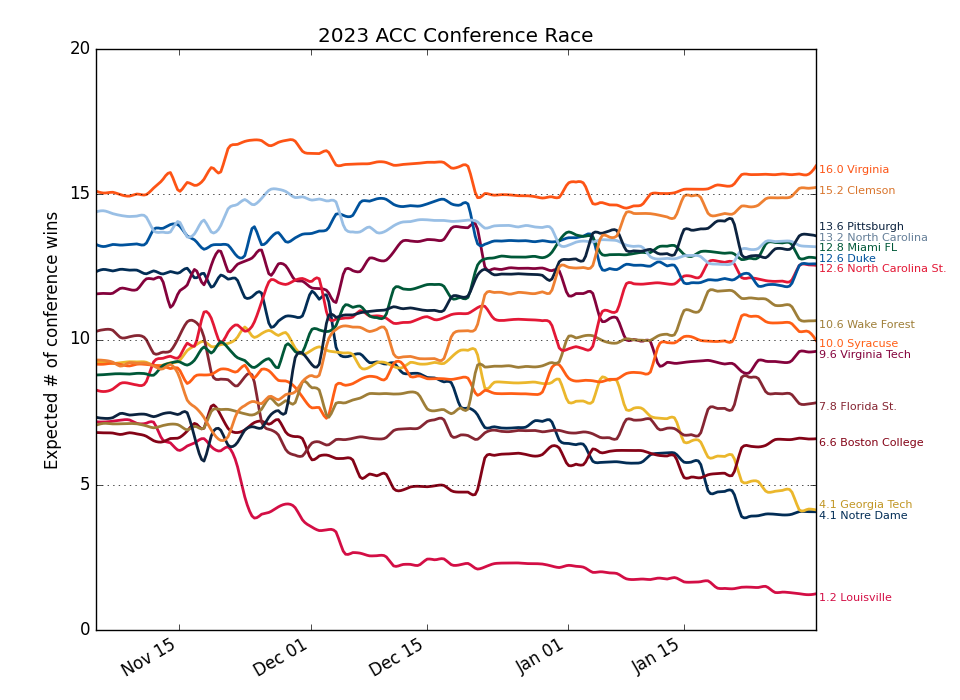 2023 ACC Conference Race
Expected # of conference wins
20
15
10
5
0
Nov 15
Dec 01
Dec 15
Jan 01
Jan 15
16.0 Virginia
15.2 Clemson
13.6 Pittsburgh
13.2 North Carolina
12.8 Miami FL
12.6 Duke
12.6 North Carolina St.
10.6 Wake Forest
10.0 Syracuse
9.6 Virginia Tech
7.8 Florida St.
6.6 Boston College
4.1 Georgia Tech
4.1 Notre Dame
1.2 Louisville